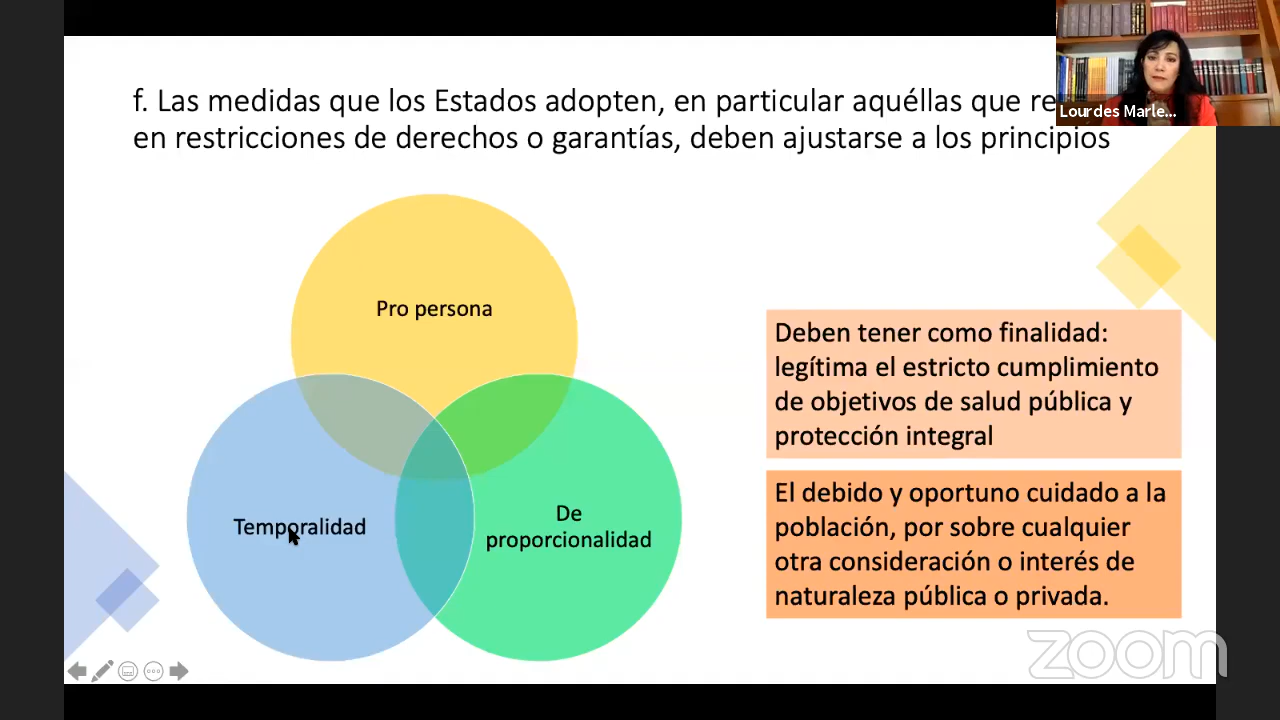 f. Las medidas que los Estados adopten, en particular aquéllas que re
en restricciones de derechos o garantías, deben ajustarse a los principios
Lourdes Marle...
Pro persona
Temporalidad
De
proporcionalidad
Deben tener como finalidad:
legítima el estricto cumplimiento
de objetivos de salud pública y
protección integral
El debido y oportuno cuidado a la
población, por sobre cualquier
otra consideración o interés de
naturaleza pública o privada.
zoom